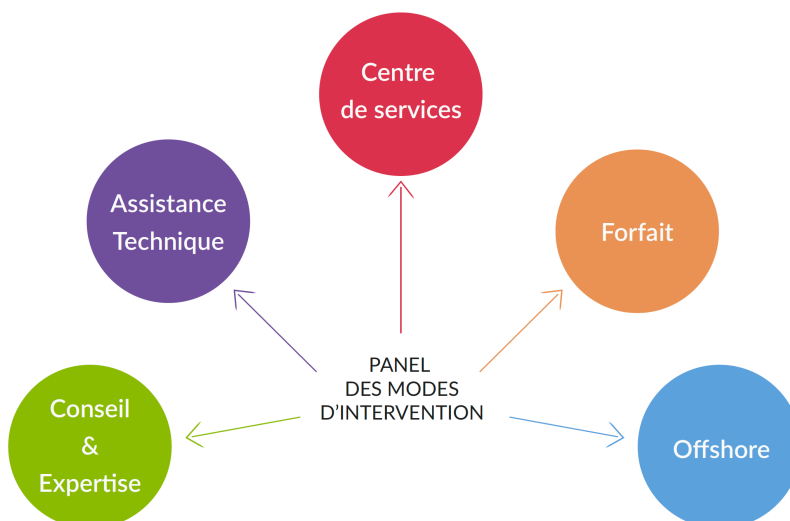 Centre
de services
Assistance
Technique
Forfait
PANEL
DES MODES
D'INTERVENTION
Conseil
&
Expertise
Offshore